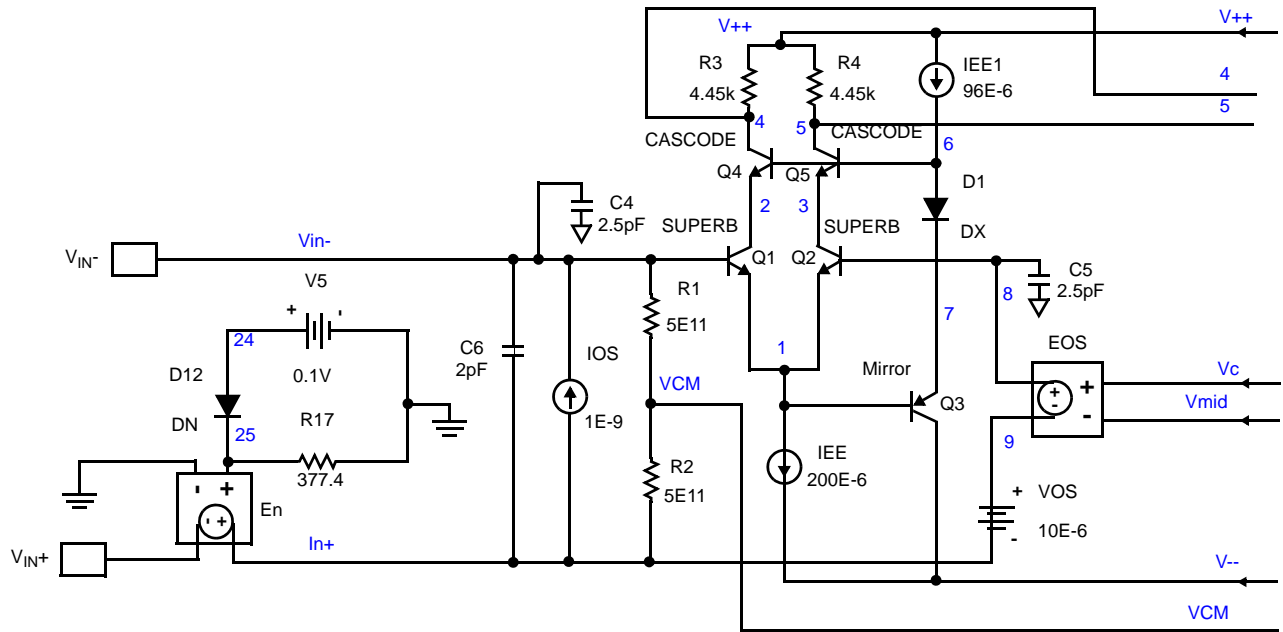 V++
V++
R3
4.45k
R4
4.45k
IEE1
96E-6
4
5
4
5
CASCODE
CASCODE
6
Q4
Q5
D1
DX
C4
2.5pF
2
3
SUPERB
SUPERB
VIN-
Vin-
Q1
Q2
C5
2.5pF
V5
+
-
R1
5E11
8
7
24
0.1V
C6
2pF
IOS
1E-9
1
EOS
D12
DN
VCM
Mirror
Q3
+
-
+
-
Vc
Vmid
R17
377.4
25
9
R2
5E11
IEE
200E-6
-
+
-
+
En
+
VOS
10E-6
-
VIN+
In+
V--
VCM